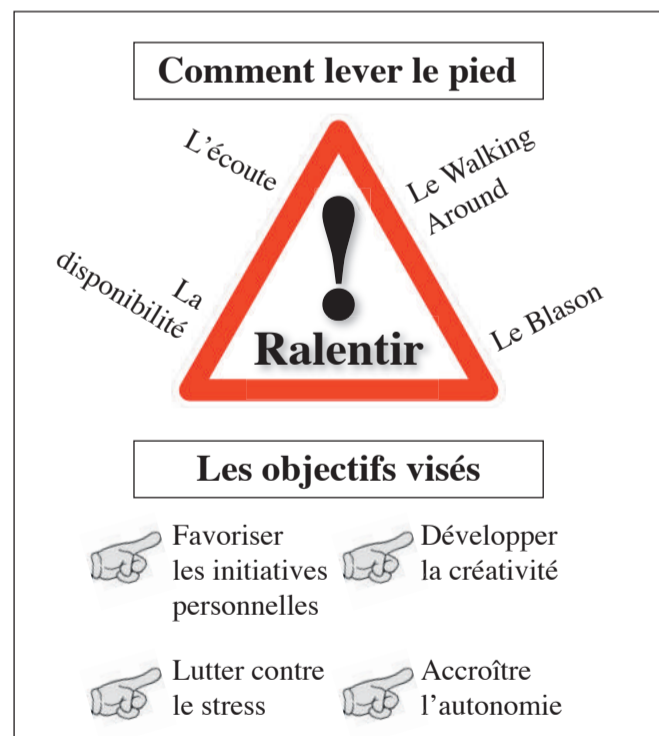 Comment lever le pied
L'écoute
Le Walking
Around
La
disponibilité
Le Blason
!
Ralentir
Les objectifs visés
Favoriser
les initiatives
personnelles
Développer
la créativité
Lutter contre
le stress
Accroître
l'autonomie